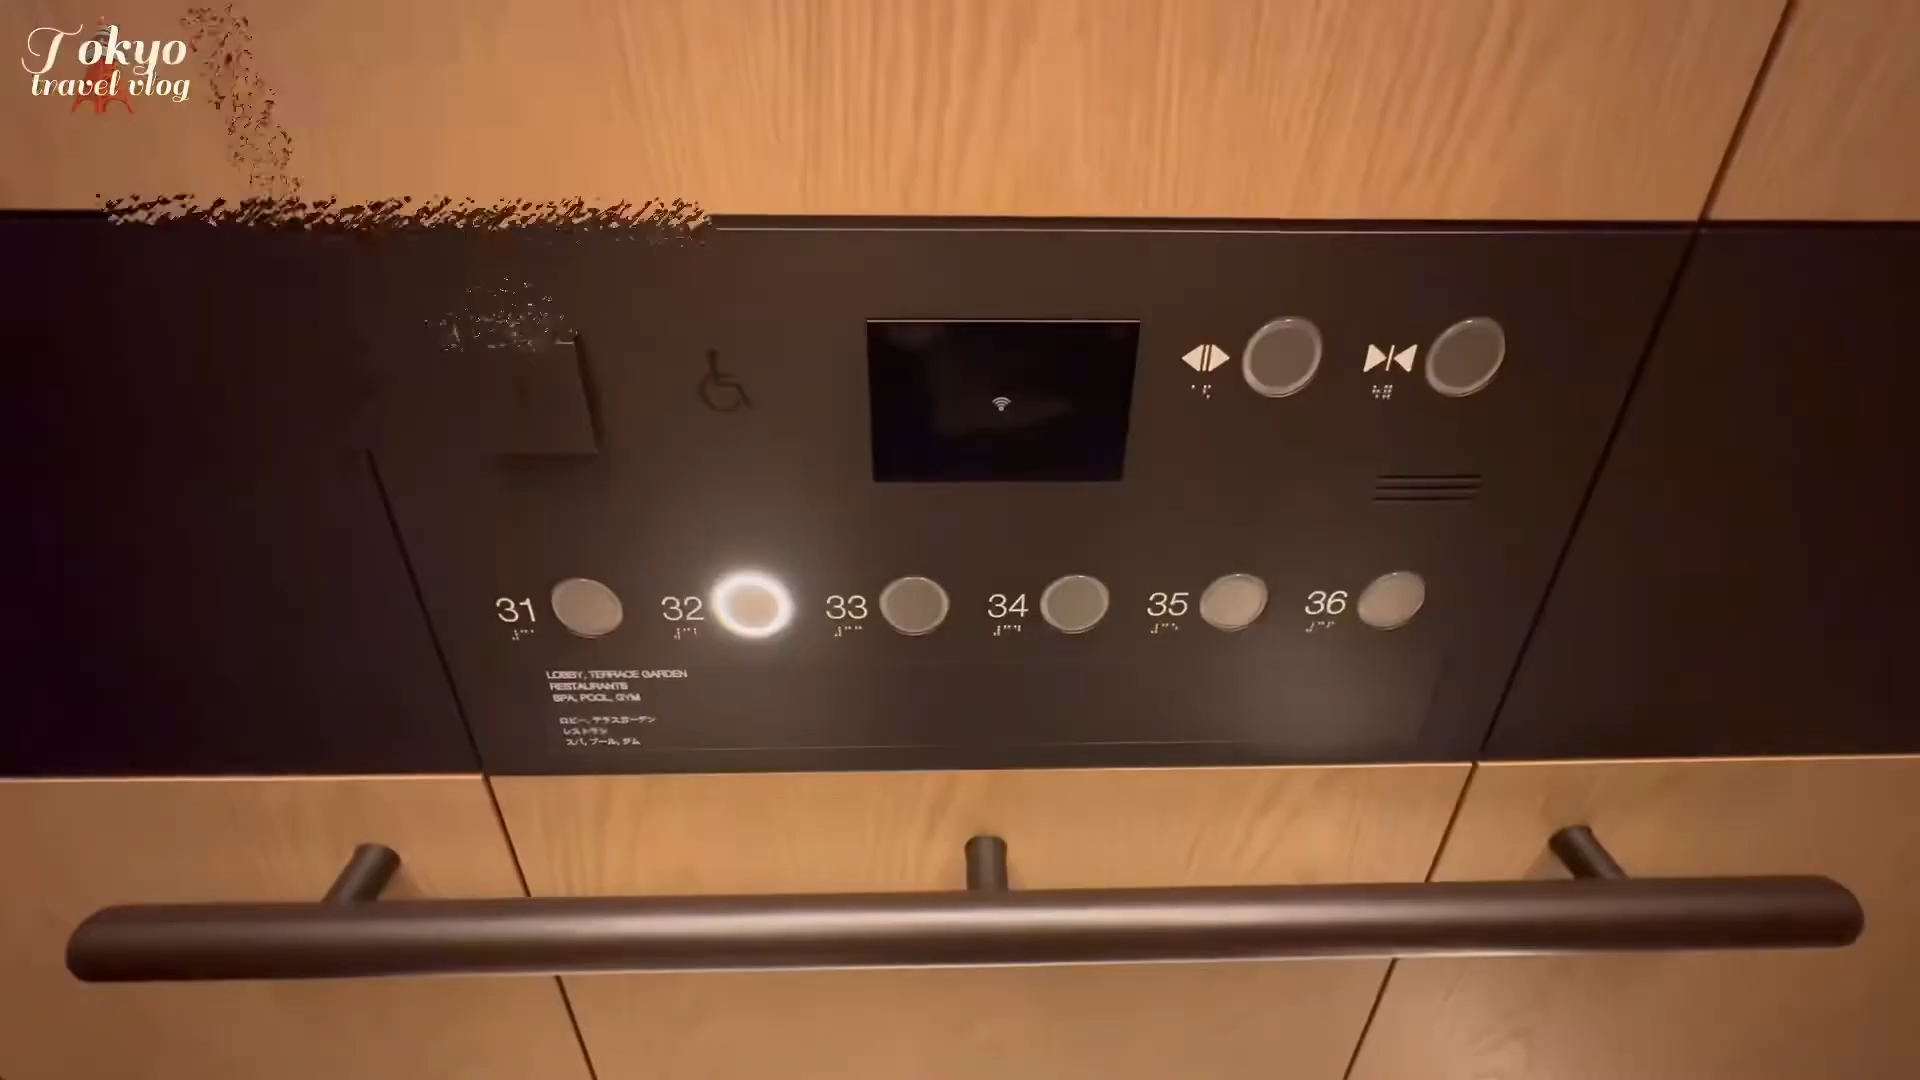 Tokyo
travel vlog
31 32 33 34 35 36
LOBBY, TERRACE GARDEN
RESTAURANTS
SPA, POOL, GYM
ロビー、テラスガーデン
レストラン
スパ、プール、ジム